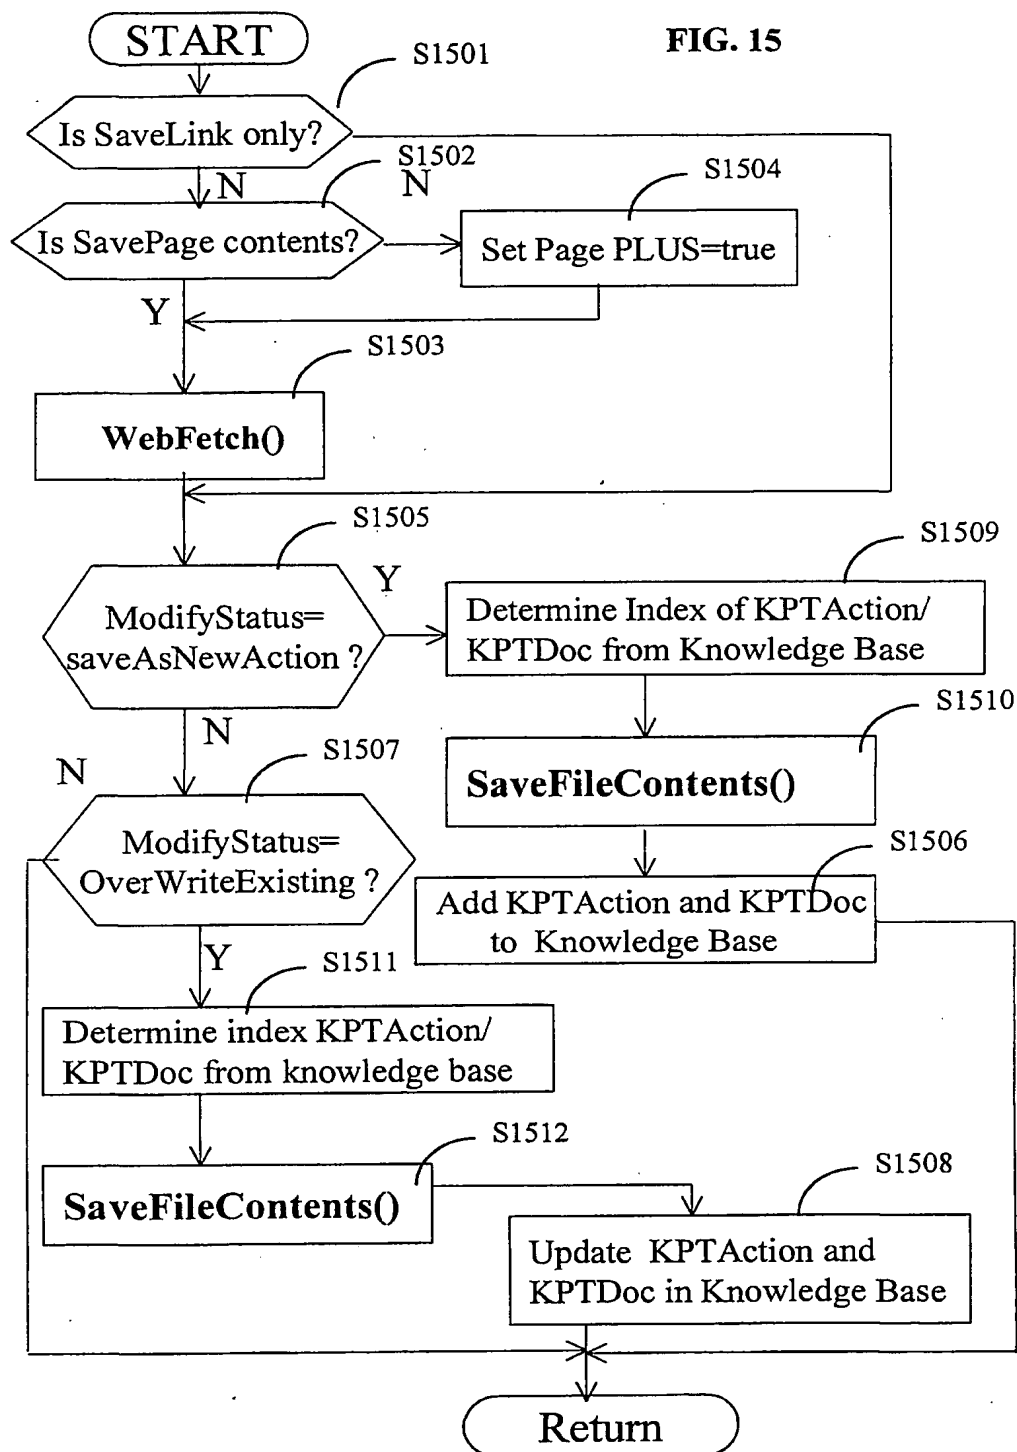 START
FIG. 15
S1501
Is SaveLink only?
S1502
N
N
S1504
Is SavePage contents?
Set Page PLUS=true
Y
S1503
WebFetch()
S1505
S1509
Y
ModifyStatus=
saveAsNewAction ?
Determine Index of KPTAction/
KPTDoc from Knowledge Base
S1510
N
S1507
N
SaveFileContents()
ModifyStatus=
OverWriteExisting ?
S1506
Add KPTAction and KPTDoc
to Knowledge Base
Y
S1511
Determine index KPTAction/
KPTDoc from knowledge base
S1512
SaveFileContents()
S1508
Update KPTAction and
KPTDoc in Knowledge Base
Return